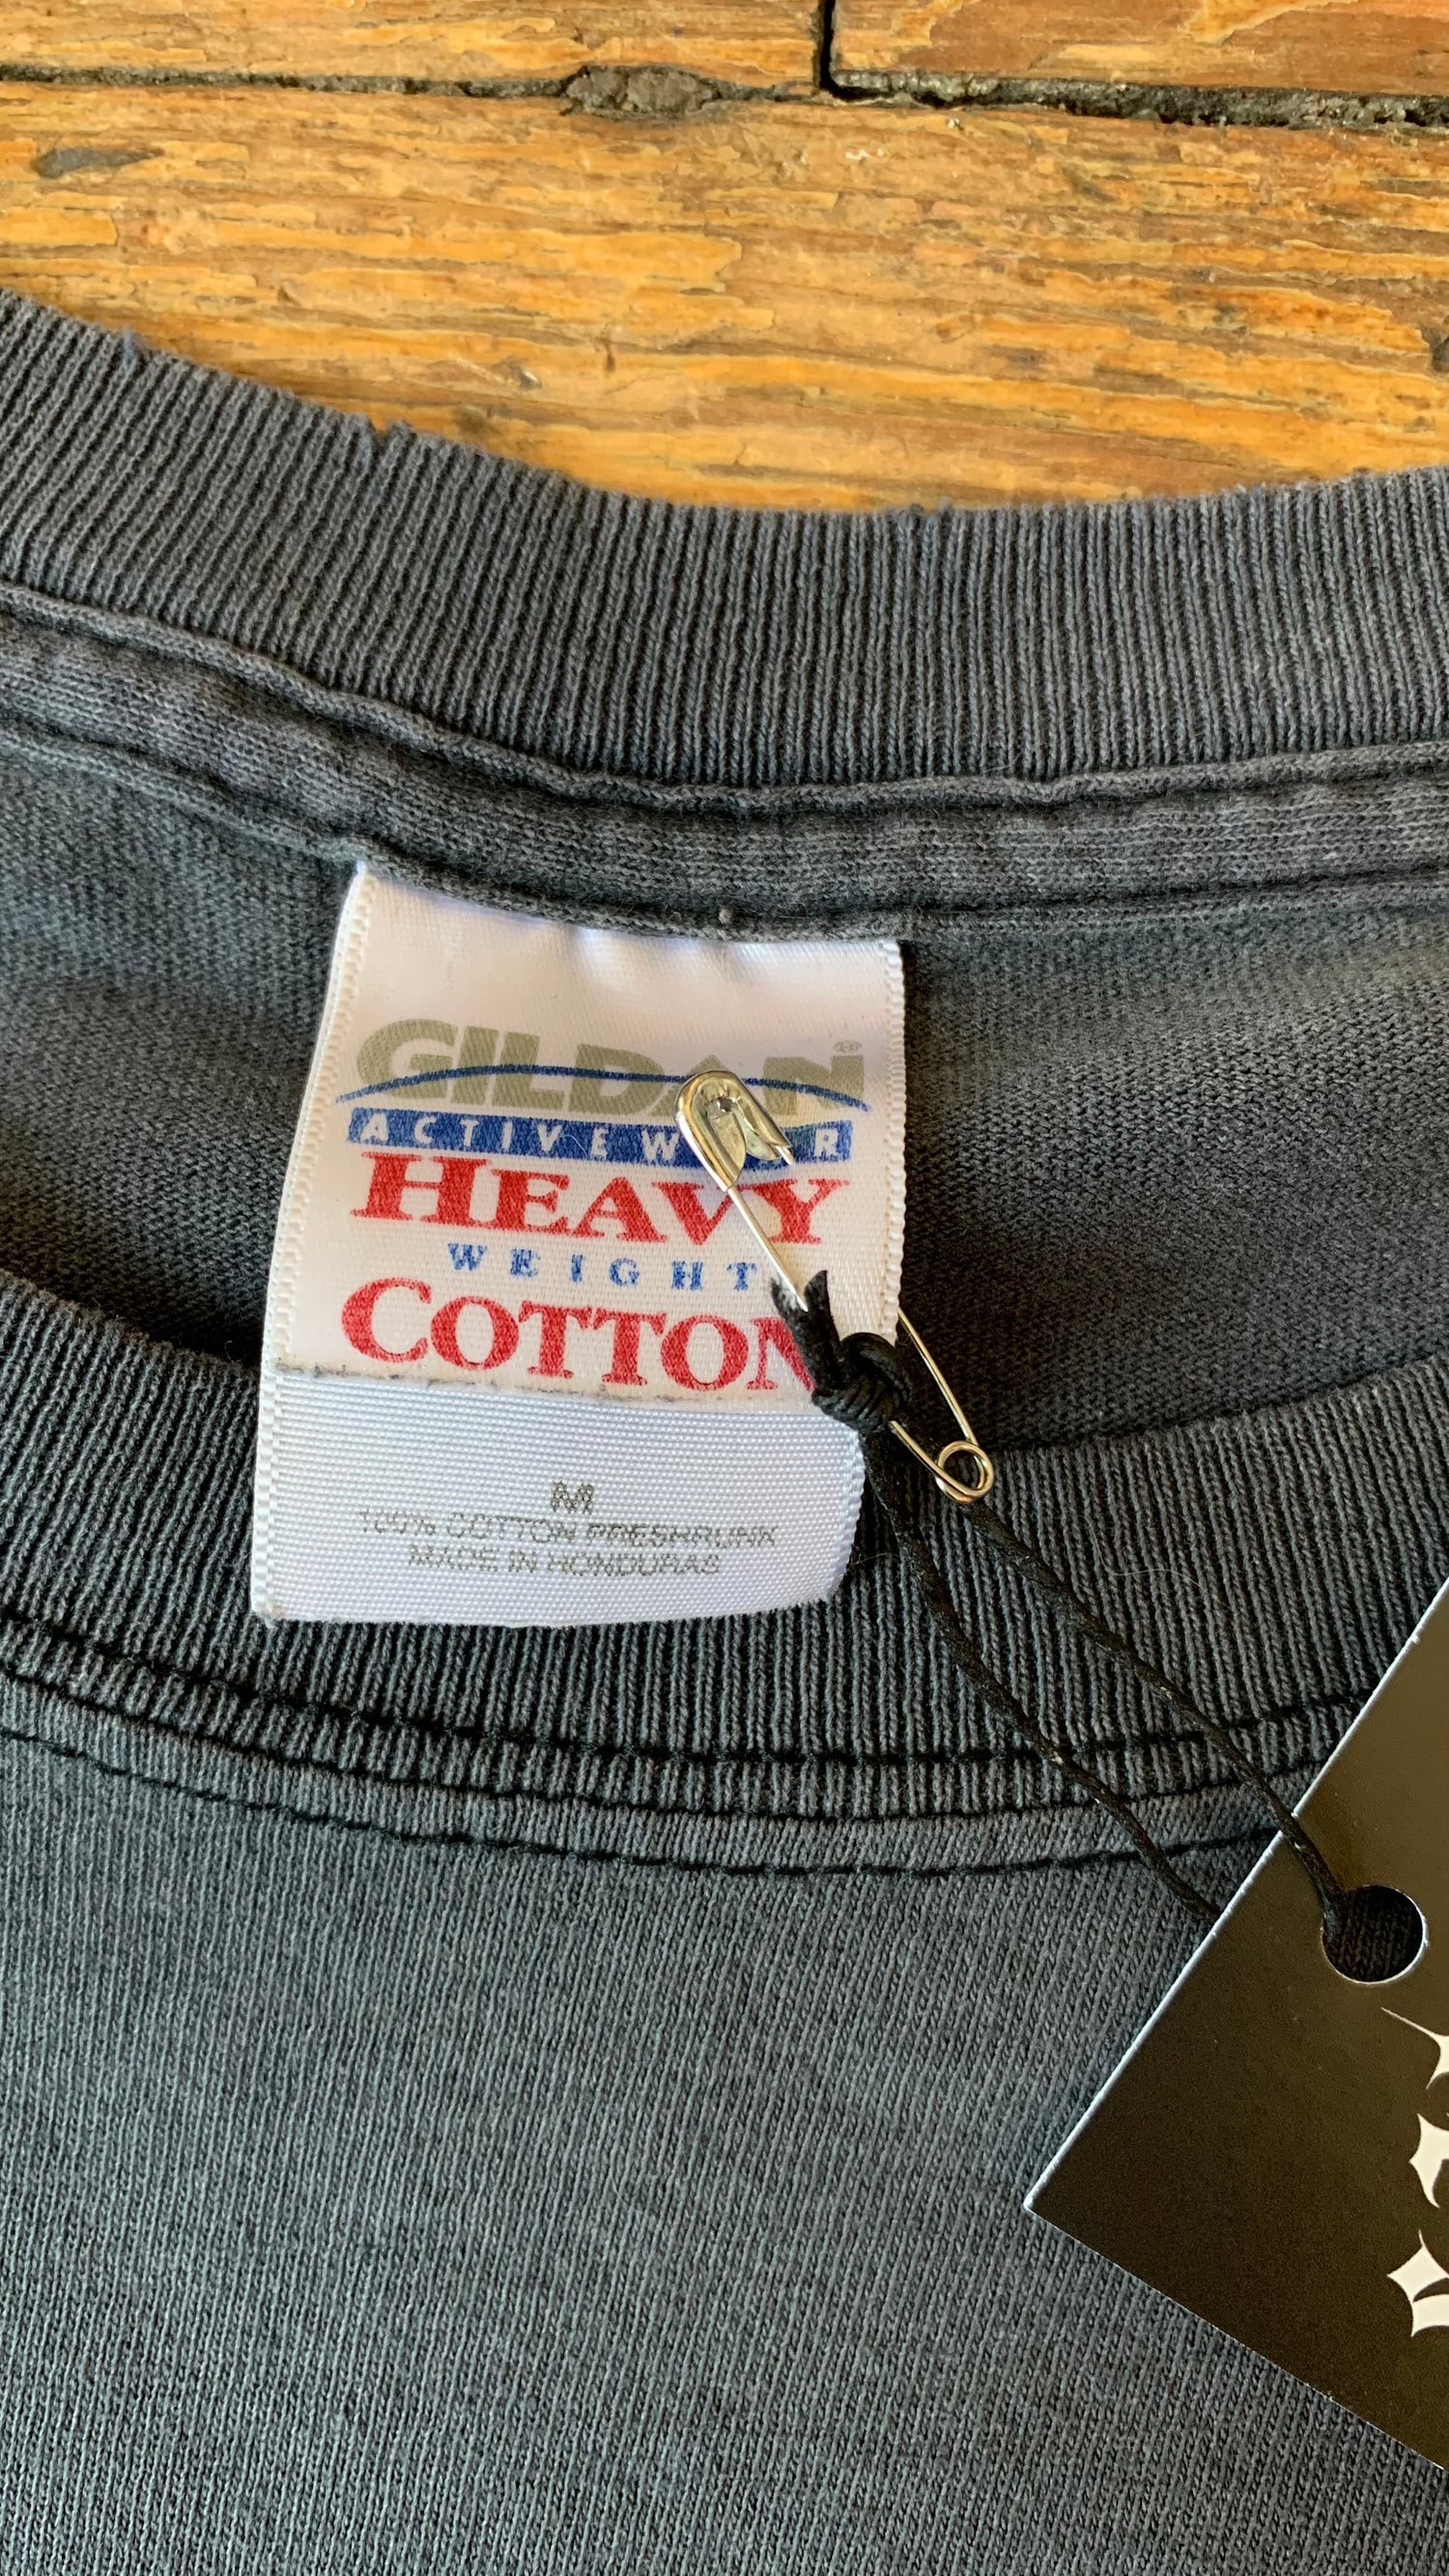 GILDAN®
ACTIVEWEAR
HEAVY
WEIGHT
COTTON
M
100% COTTON PRESHRUNK
MADE IN HONDURAS